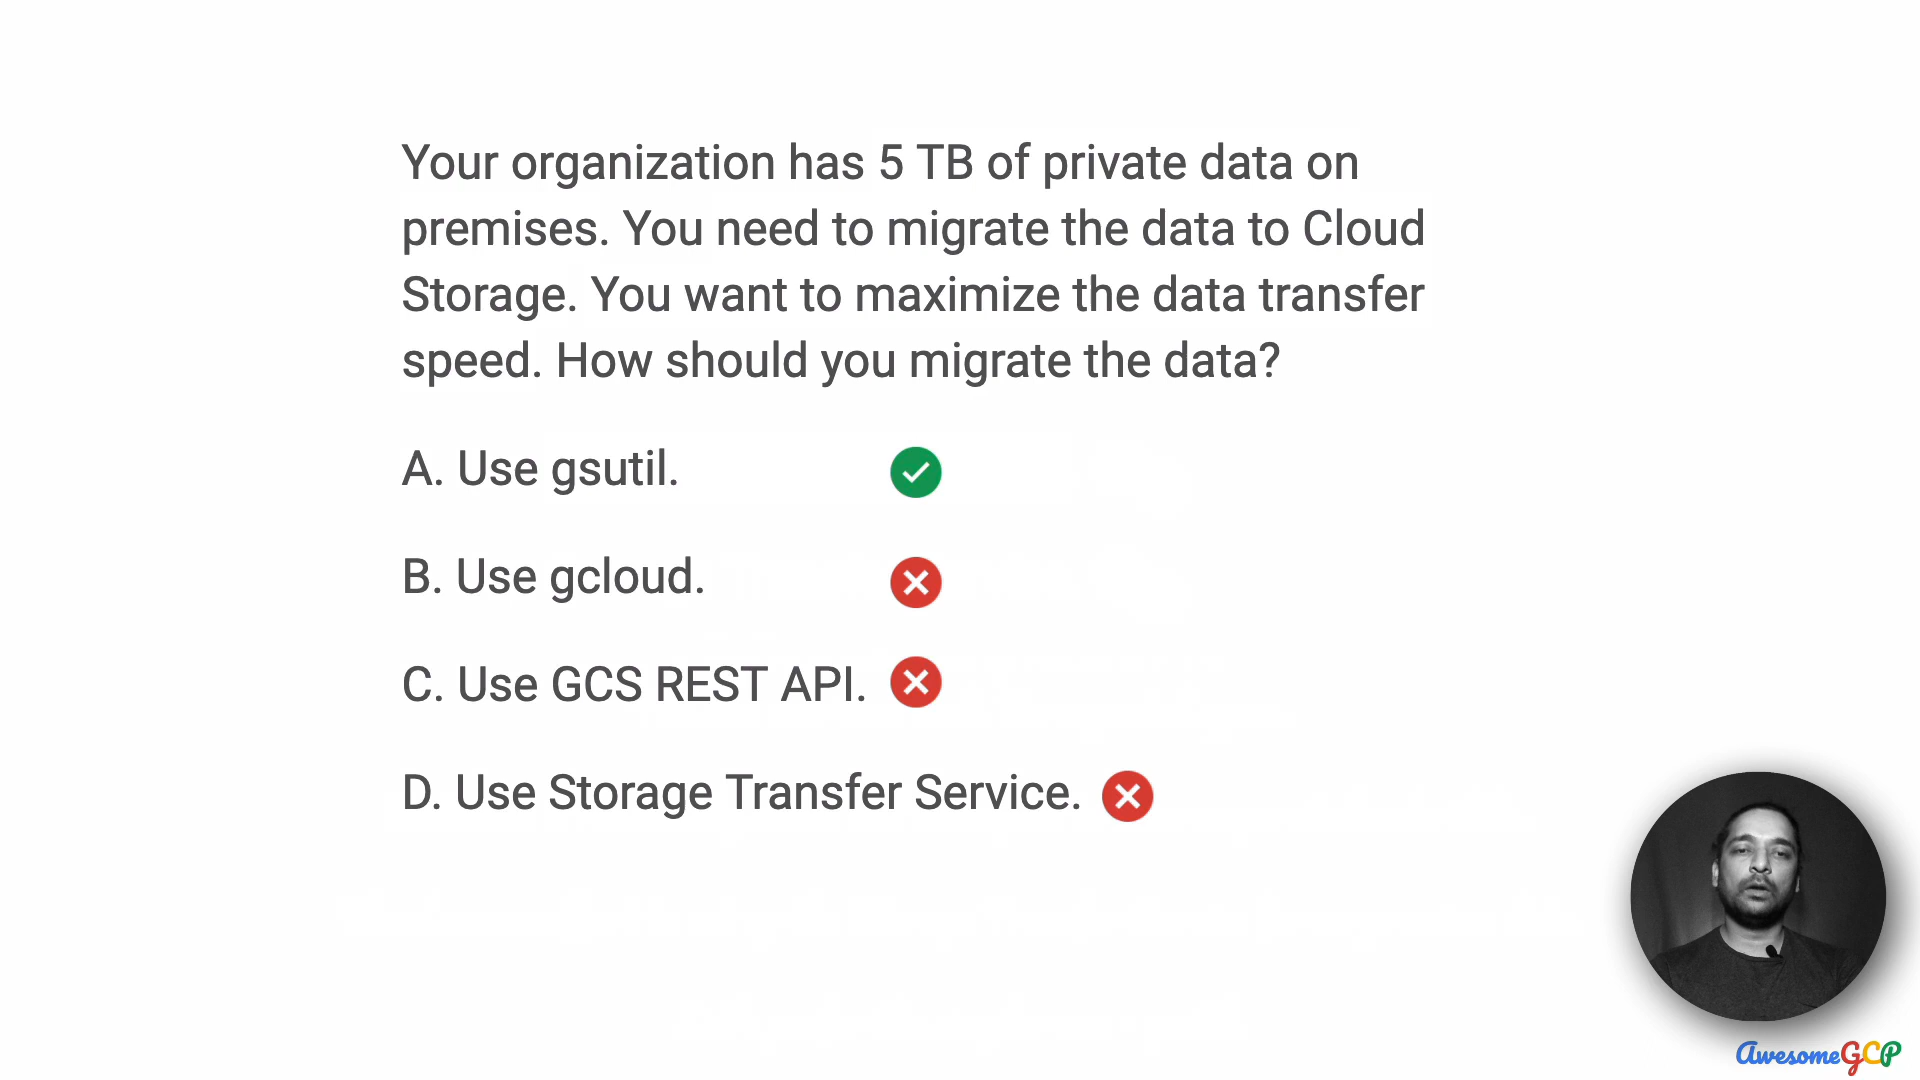 Your organization has 5 TB of private data on
premises. You need to migrate the data to Cloud
Storage. You want to maximize the data transfer
speed. How should you migrate the data?
A. Use gsutil.
B. Use gcloud.
C. Use GCS REST API.
D. Use Storage Transfer Service.
AwesomeGCP